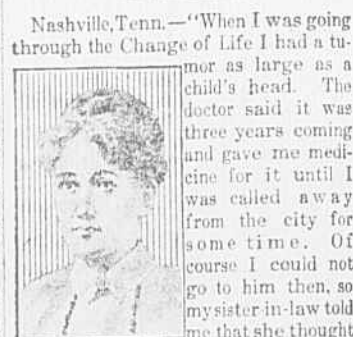 Nashville, Tenn.—"When I was going
through the Change of Life I had a tu-
mor as large as a
child's head. The
doctor said it was
three years coming
and gave me medi-
cine for it until I
was called away
from the city for
some time. Of
course I could not
go to him then, so
my sister-in-law told
me that she thought